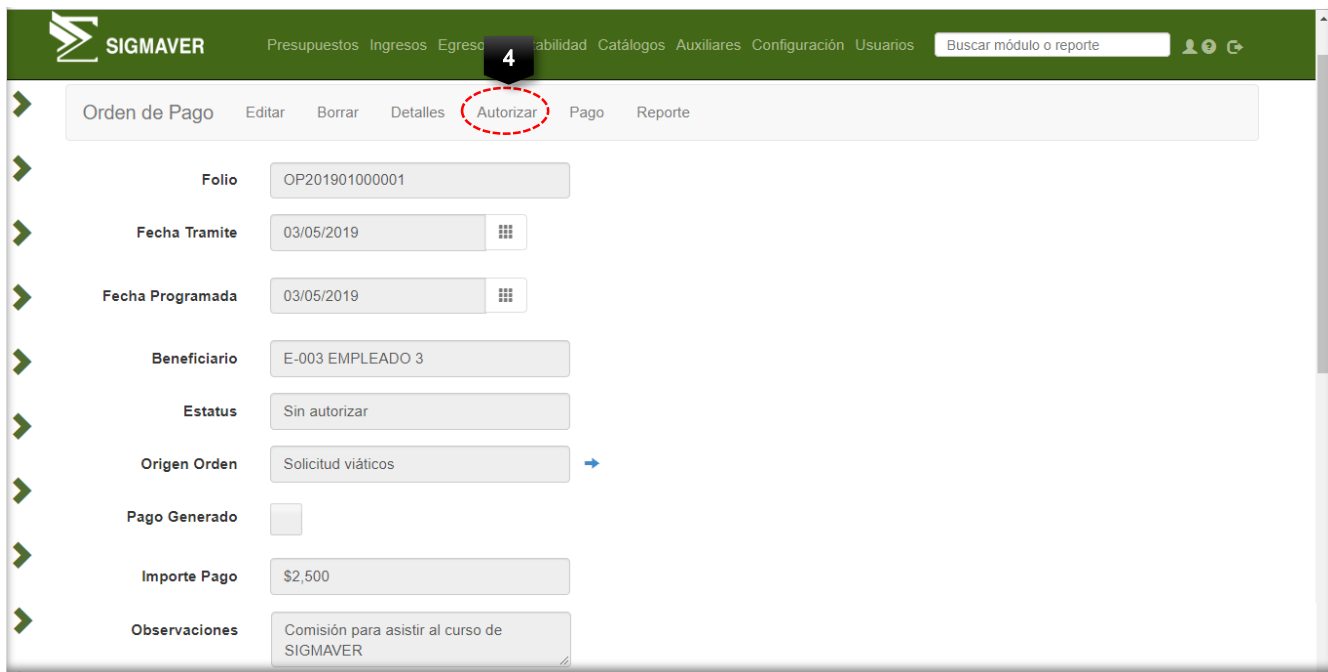 SIGMAVER
Presupuestos Ingresos Egreso abilidad Catálogos Auxiliares Configuración Usuarios Buscar módulo o reporte
4
Orden de Pago Editar Borrar Detalles Autorizar Pago Reporte
Folio OP201901000001
Fecha Tramite 03/05/2019
Fecha Programada 03/05/2019
Beneficiario E-003 EMPLEADO 3
Estatus Sin autorizar
Origen Orden Solicitud viáticos
Pago Generado
Importe Pago $2,500
Observaciones Comisión para asistir al curso de
SIGMAVER